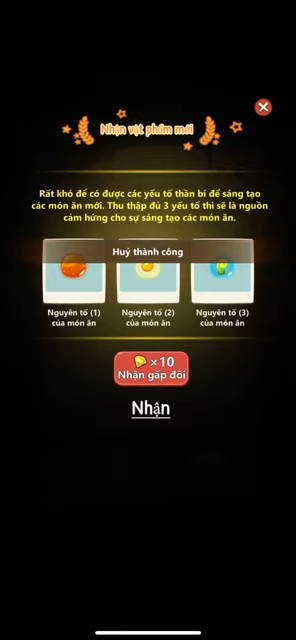 Nhận vật phẩm mới
Rất khó để có được các yếu tố thần bí để sáng tạo
các món ăn mới. Thu thập đủ 3 yếu tố thì sẽ là nguồn
cảm hứng cho sự sáng tạo các món ăn.
Huỷ thành công
Nguyên tố (1)
của món ăn
Nguyên tố (2)
của món ăn
Nguyên tố (3)
của món ăn
×10
Nhận gấp đôi
Nhận